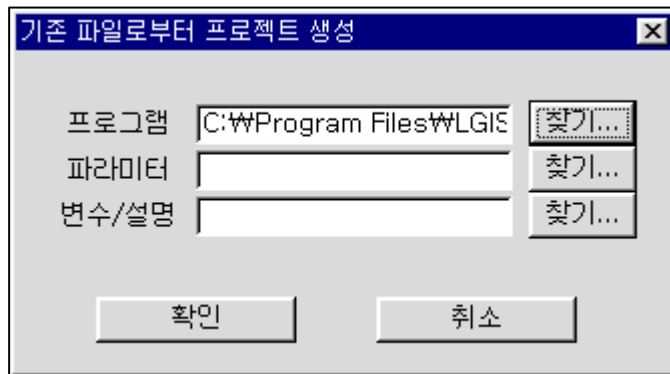 기존 파일로부터 프로젝트 생성
프로그램 C:₩Program Files₩LGIS 찾기...
파라미터 찾기...
변수/설명 찾기...
확인 취소